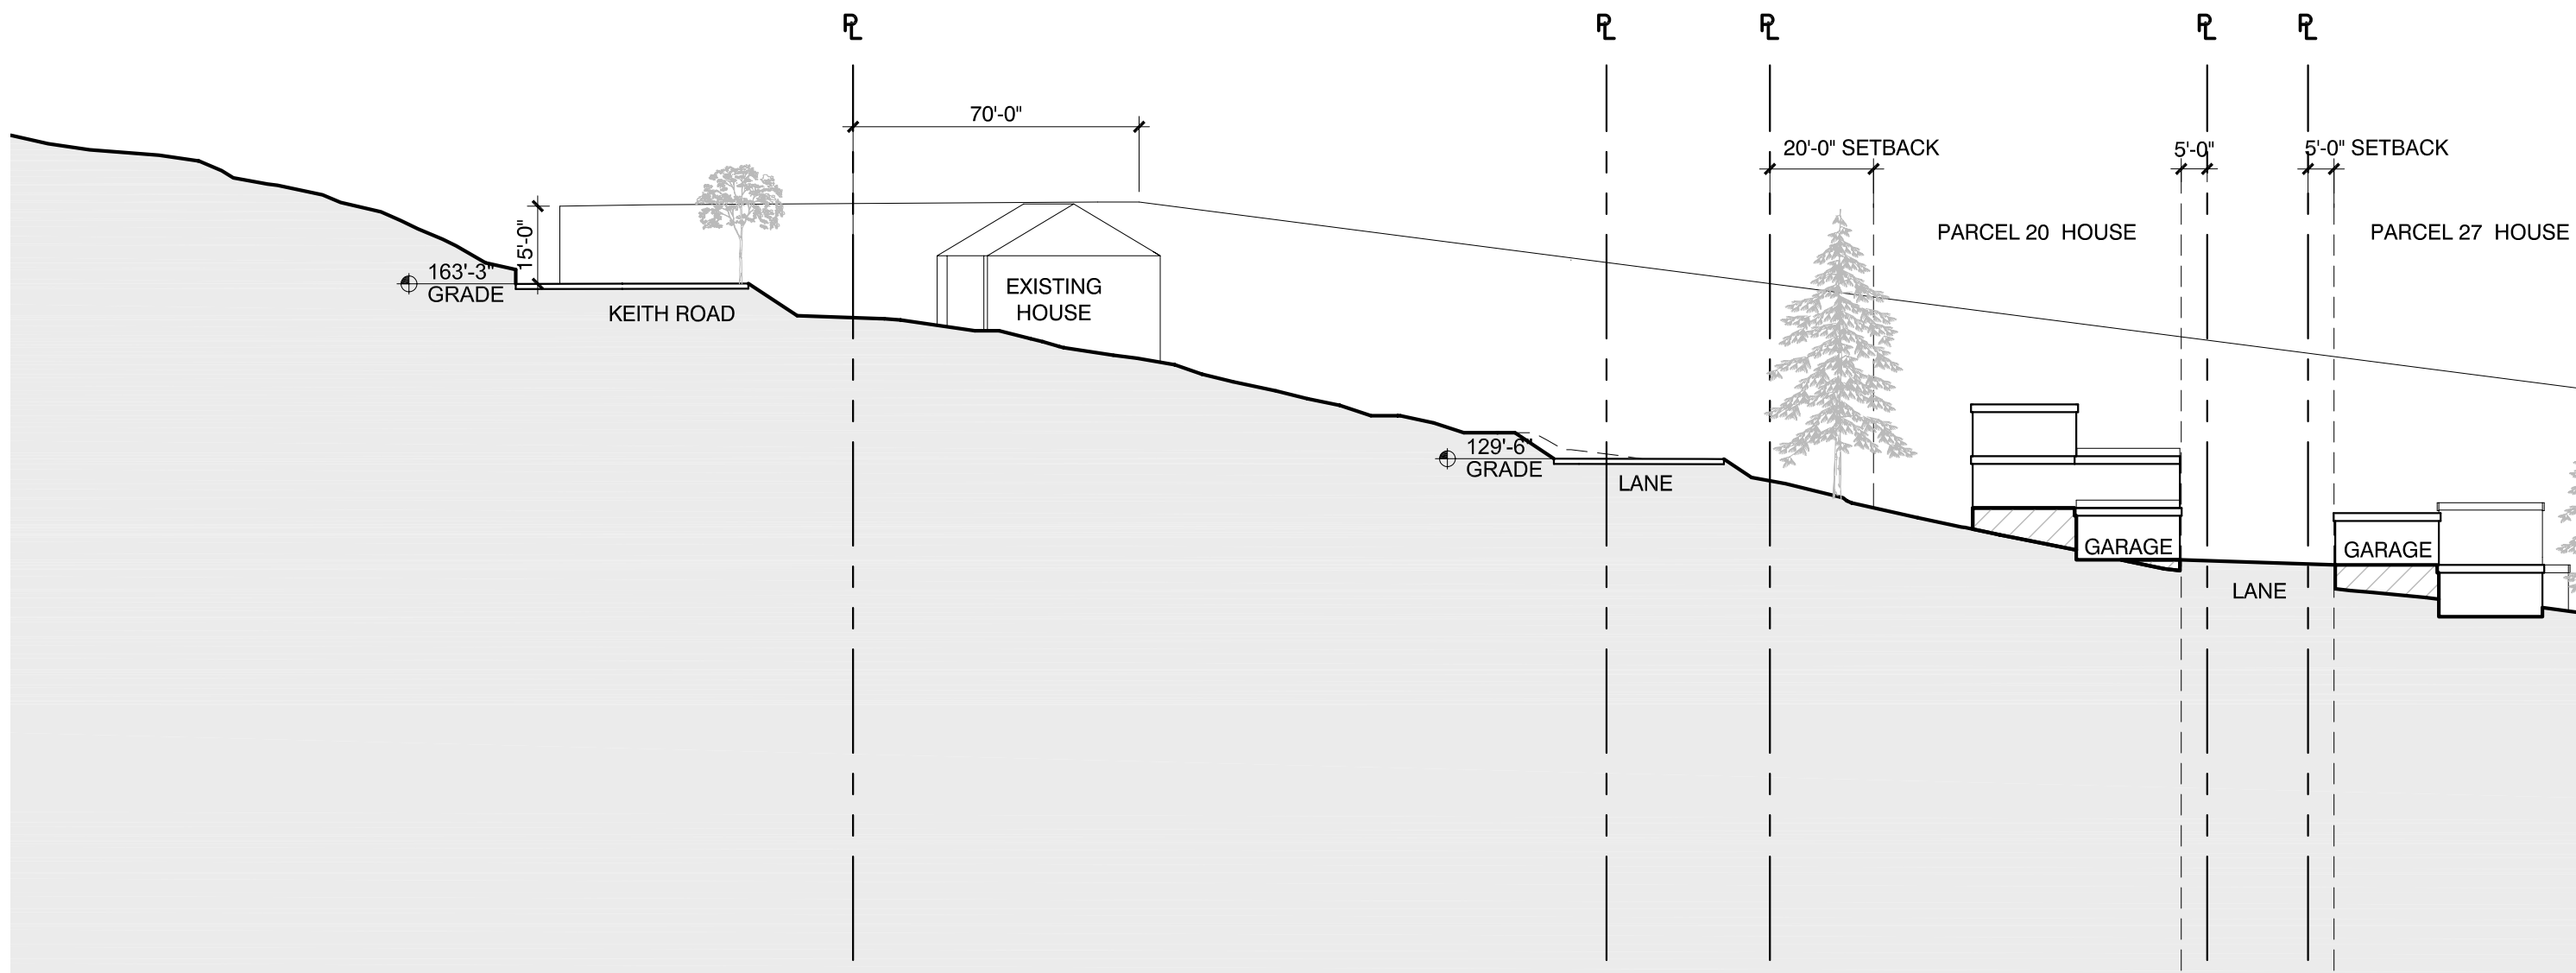 PL
PL
PL
PL
PL
70'-0"
20'-0" SETBACK
5'-0"
5'-0" SETBACK
15'-0"
PARCEL 20 HOUSE
PARCEL 27 HOUSE
163'-3"
GRADE
KEITH ROAD
EXISTING
HOUSE
129'-6"
GRADE
LANE
GARAGE
GARAGE
LANE